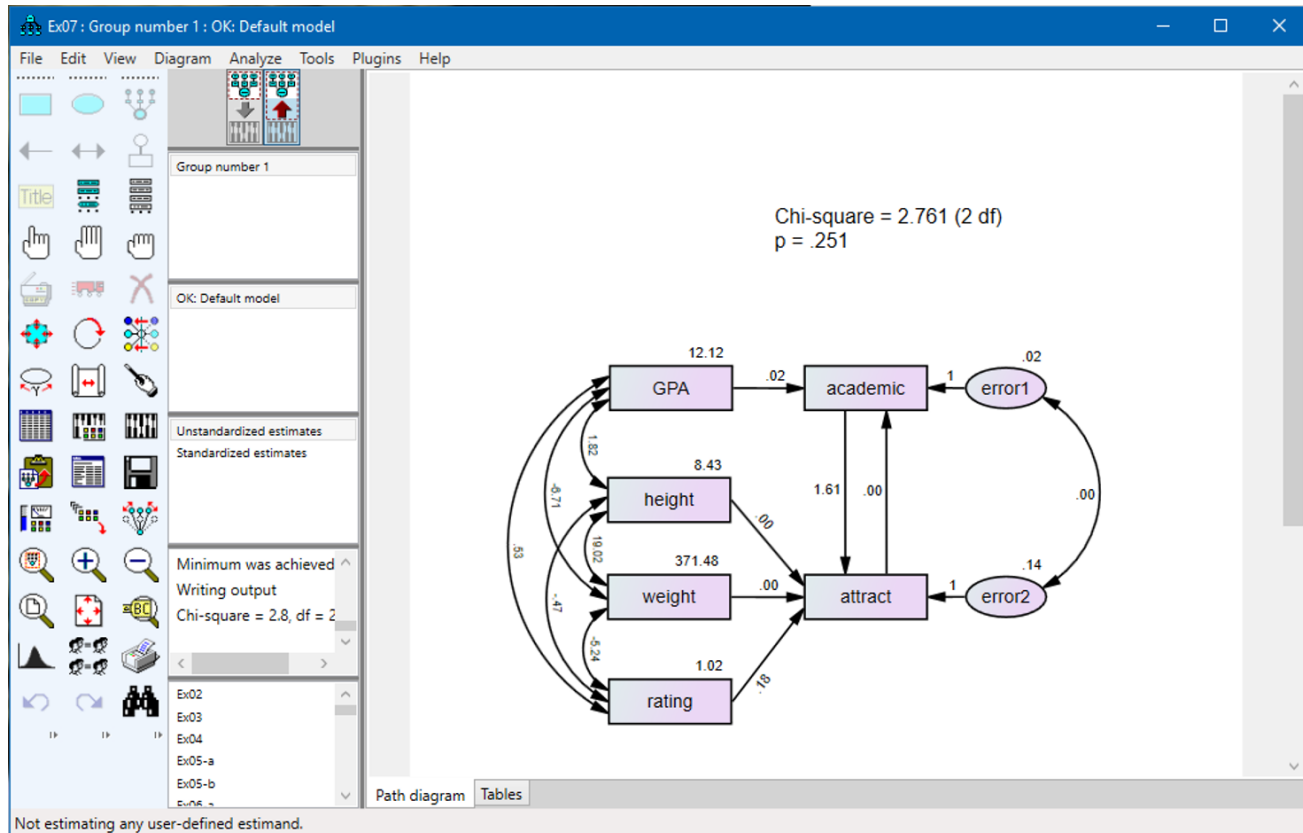 Ex07 : Group number 1 : OK: Default model
File Edit View Diagram Analyze Tools Plugins Help
Title
Group number 1
OK: Default model
Unstandardized estimates
Standardized estimates
Minimum was achieved
Writing output
Chi-square = 2.8, df = 2
Ex02
Ex03
Ex04
Ex05-a
Ex05-b
Chi-square = 2.761 (2 df)
p = .251
12.12
.02
GPA
.02
academic
1
error1
1.82
8.43
height
-6.71
.53
19.02
.00
1.61
.00
.00
371.48
.14
weight
.00
attract
1
error2
-.47
-5.24
1.02
rating
.18
Path diagram Tables
Not estimating any user-defined estimand.